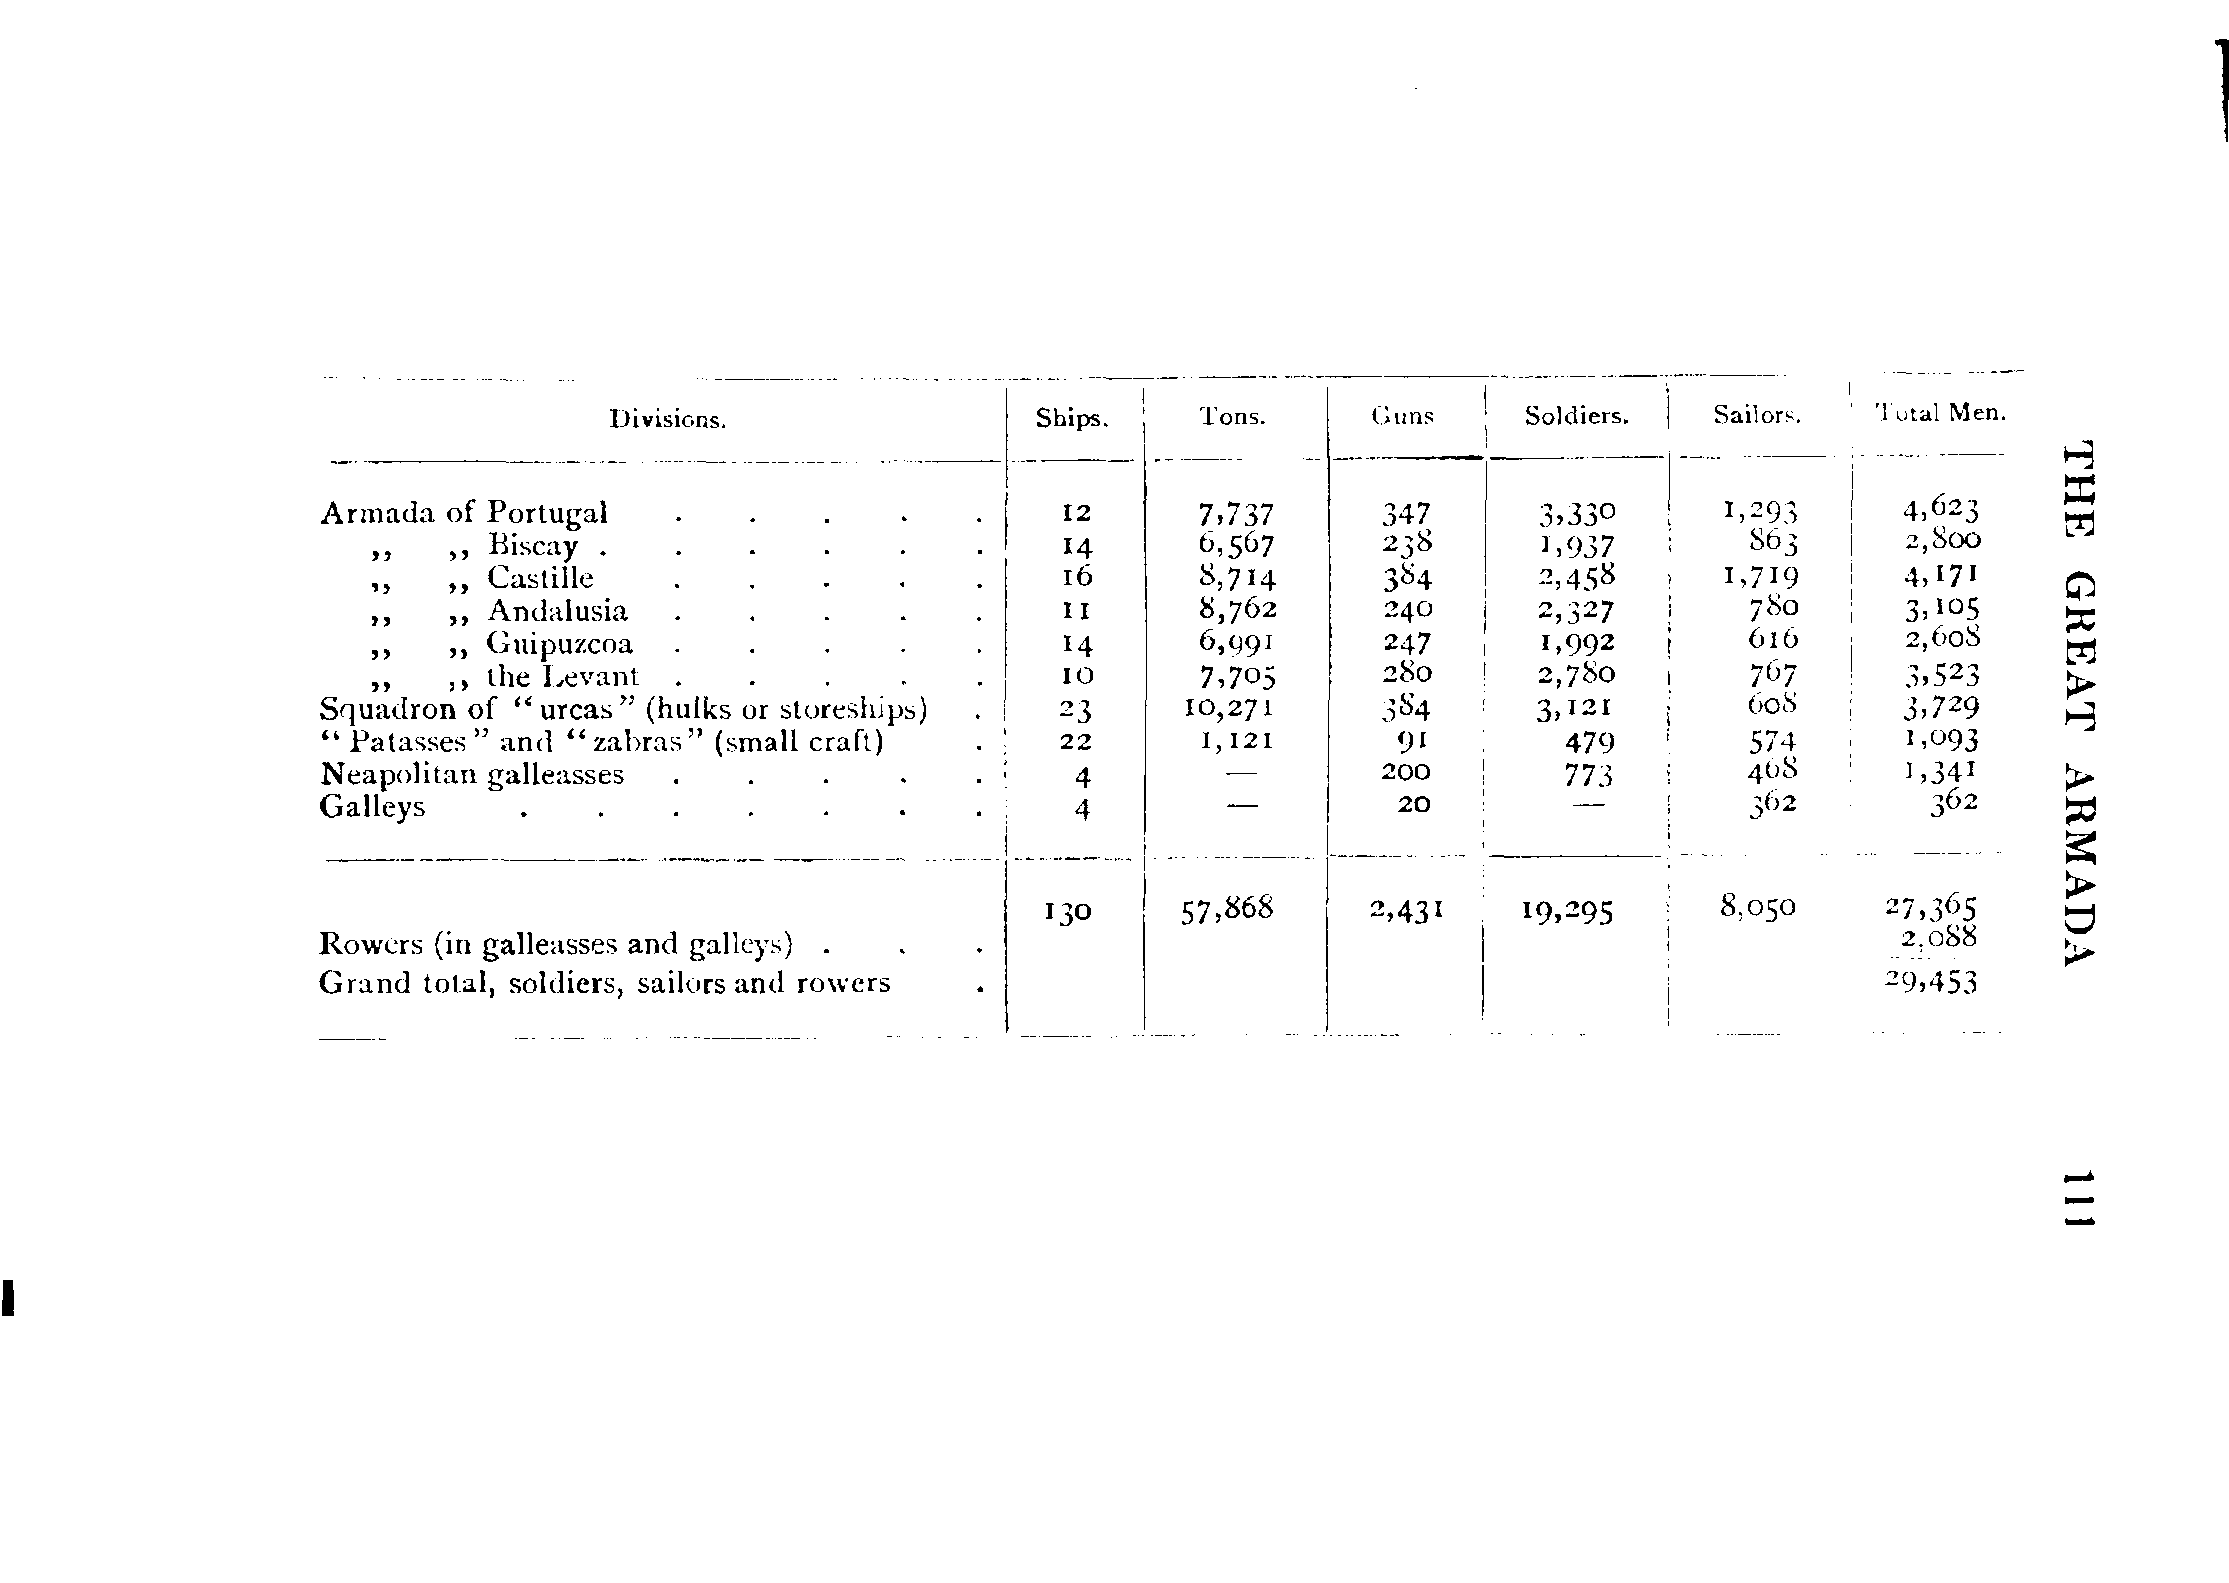 Divisions. Ships. Tons. Guns Soldiers. Sailors. Total Men.
Armada of Portugal . . . . . 12 7,737 347 3,330 1,293 4,623
,, ,, Biscay . . . . . . 14 6,567 238 1,937 863 2,800
,, ,, Castille . . . . . 16 8,714 384 2,458 1,719 4,171
,, ,, Andalusia . . . . . 11 8,762 240 2,327 780 3,105
,, ,, Guipuzcoa . . . . . 14 6,991 247 1,992 616 2,608
,, ,, the Levant . . . . . 10 7,705 280 2,780 767 3,523
Squadron of “urcas” (hulks or storeships) . 23 10,271 384 3,121 608 3,729
“Patasses” and “zabras” (small craft) . 22 1,121 91 479 574 1,093
Neapolitan galleasses . . . . . 4 — 200 773 468 1,341
Galleys . . . . . . . 4 — 20 — 362 362
130 57,868 2,431 19,295 8,050 27,365
Rowers (in galleasses and galleys) . . . 2,088
Grand total, soldiers, sailors and rowers . 29,453
THE GREAT ARMADA 111